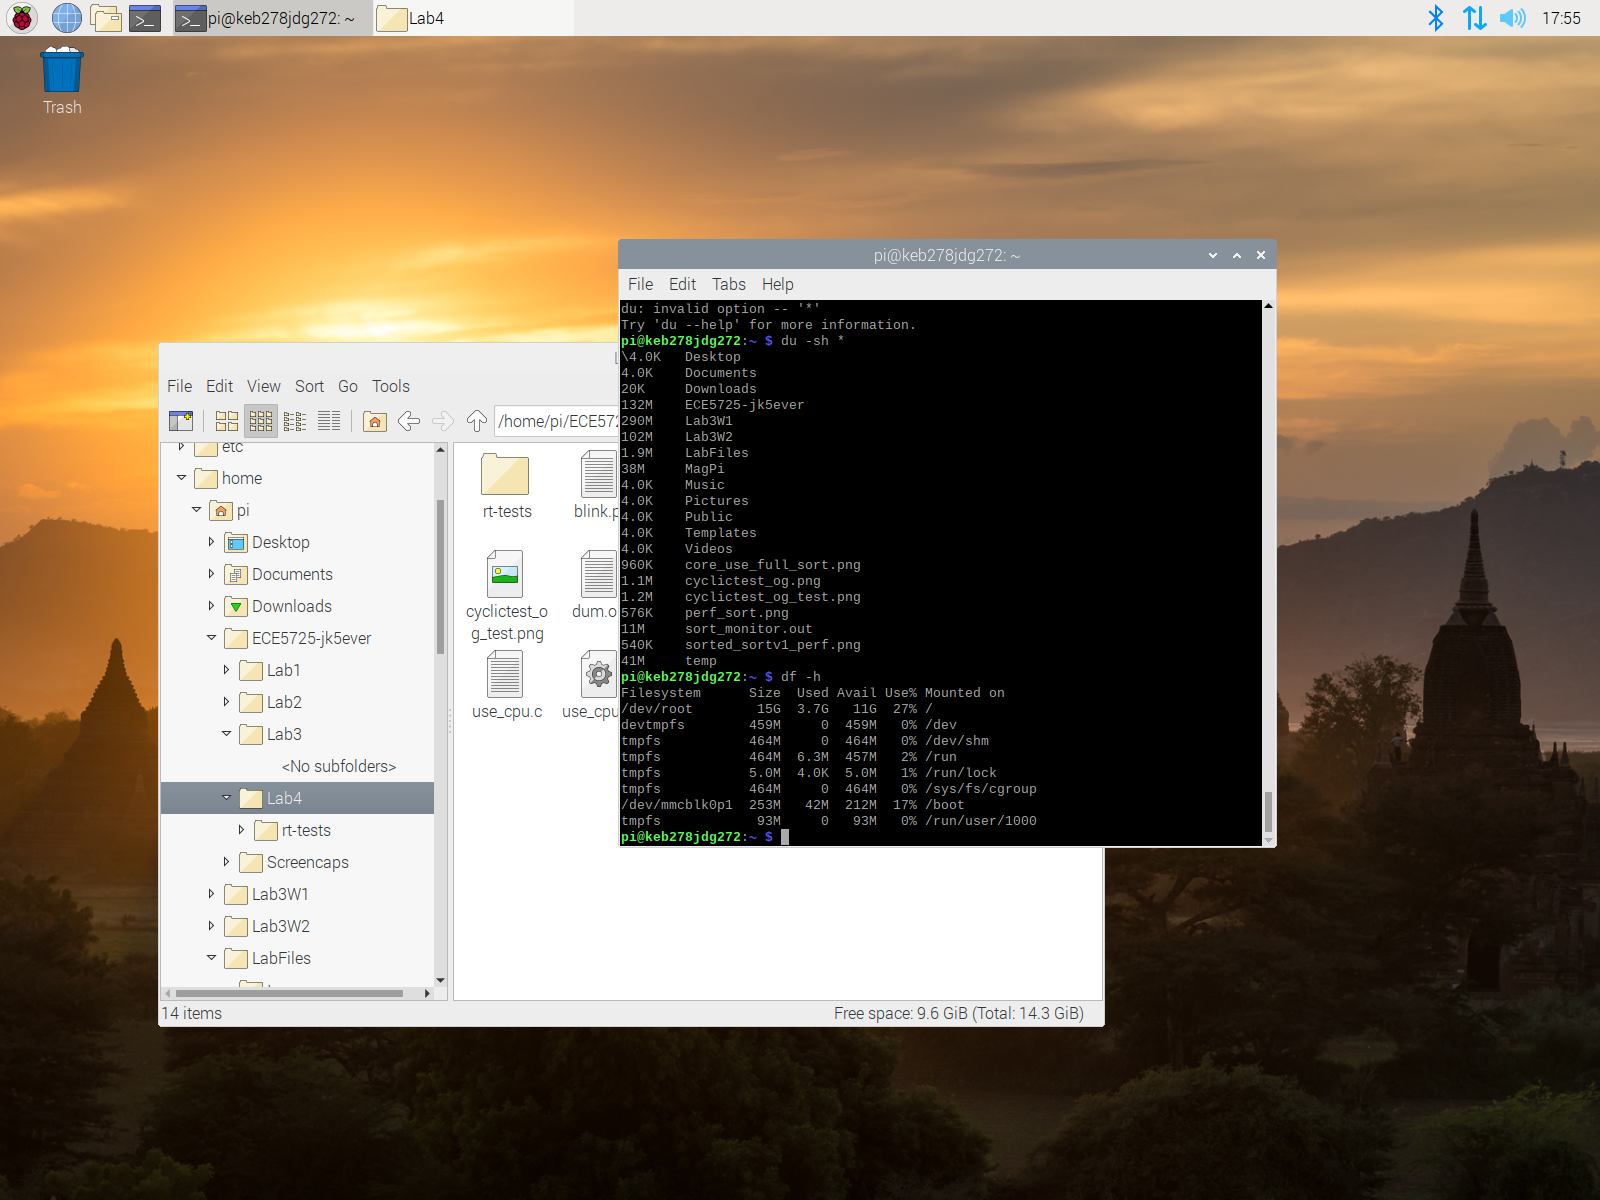 pi@keb278jdg272: ~
Lab4
17:55
Trash
pi@keb278jdg272: ~
File Edit Tabs Help
du: invalid option -- '*'
Try 'du --help' for more information.
pi@keb278jdg272:~ $ du -sh *
\4.0K Desktop
4.0K Documents
20K Downloads
132M ECE5725-jk5ever
290M Lab3W1
102M Lab3W2
1.9M LabFiles
38M MagPi
4.0K Music
4.0K Pictures
4.0K Public
4.0K Templates
4.0K Videos
960K core_use_full_sort.png
1.1M cyclictest_og.png
1.2M cyclictest_og_test.png
576K perf_sort.png
11M sort_monitor.out
540K sorted_sortv1_perf.png
41M temp
pi@keb278jdg272:~ $ df -h
Filesystem Size Used Avail Use% Mounted on
/dev/root 15G 3.7G 11G 27% /
devtmpfs 459M 0 459M 0% /dev
tmpfs 464M 0 464M 0% /dev/shm
tmpfs 464M 6.3M 457M 2% /run
tmpfs 5.0M 4.0K 5.0M 1% /run/lock
tmpfs 464M 0 464M 0% /sys/fs/cgroup
/dev/mmcblk0p1 253M 42M 212M 17% /boot
tmpfs 93M 0 93M 0% /run/user/1000
pi@keb278jdg272:~ $
File Edit View Sort Go Tools
/home/pi/ECE572
etc
home
pi
Desktop
Documents
Downloads
ECE5725-jk5ever
Lab1
Lab2
Lab3
<No subfolders>
Lab4
rt-tests
Screencaps
Lab3W1
Lab3W2
LabFiles
rt-tests
blink.p
cyclictest_o
g_test.png
dum.o
use_cpu.c
use_cpu
14 items
Free space: 9.6 GiB (Total: 14.3 GiB)